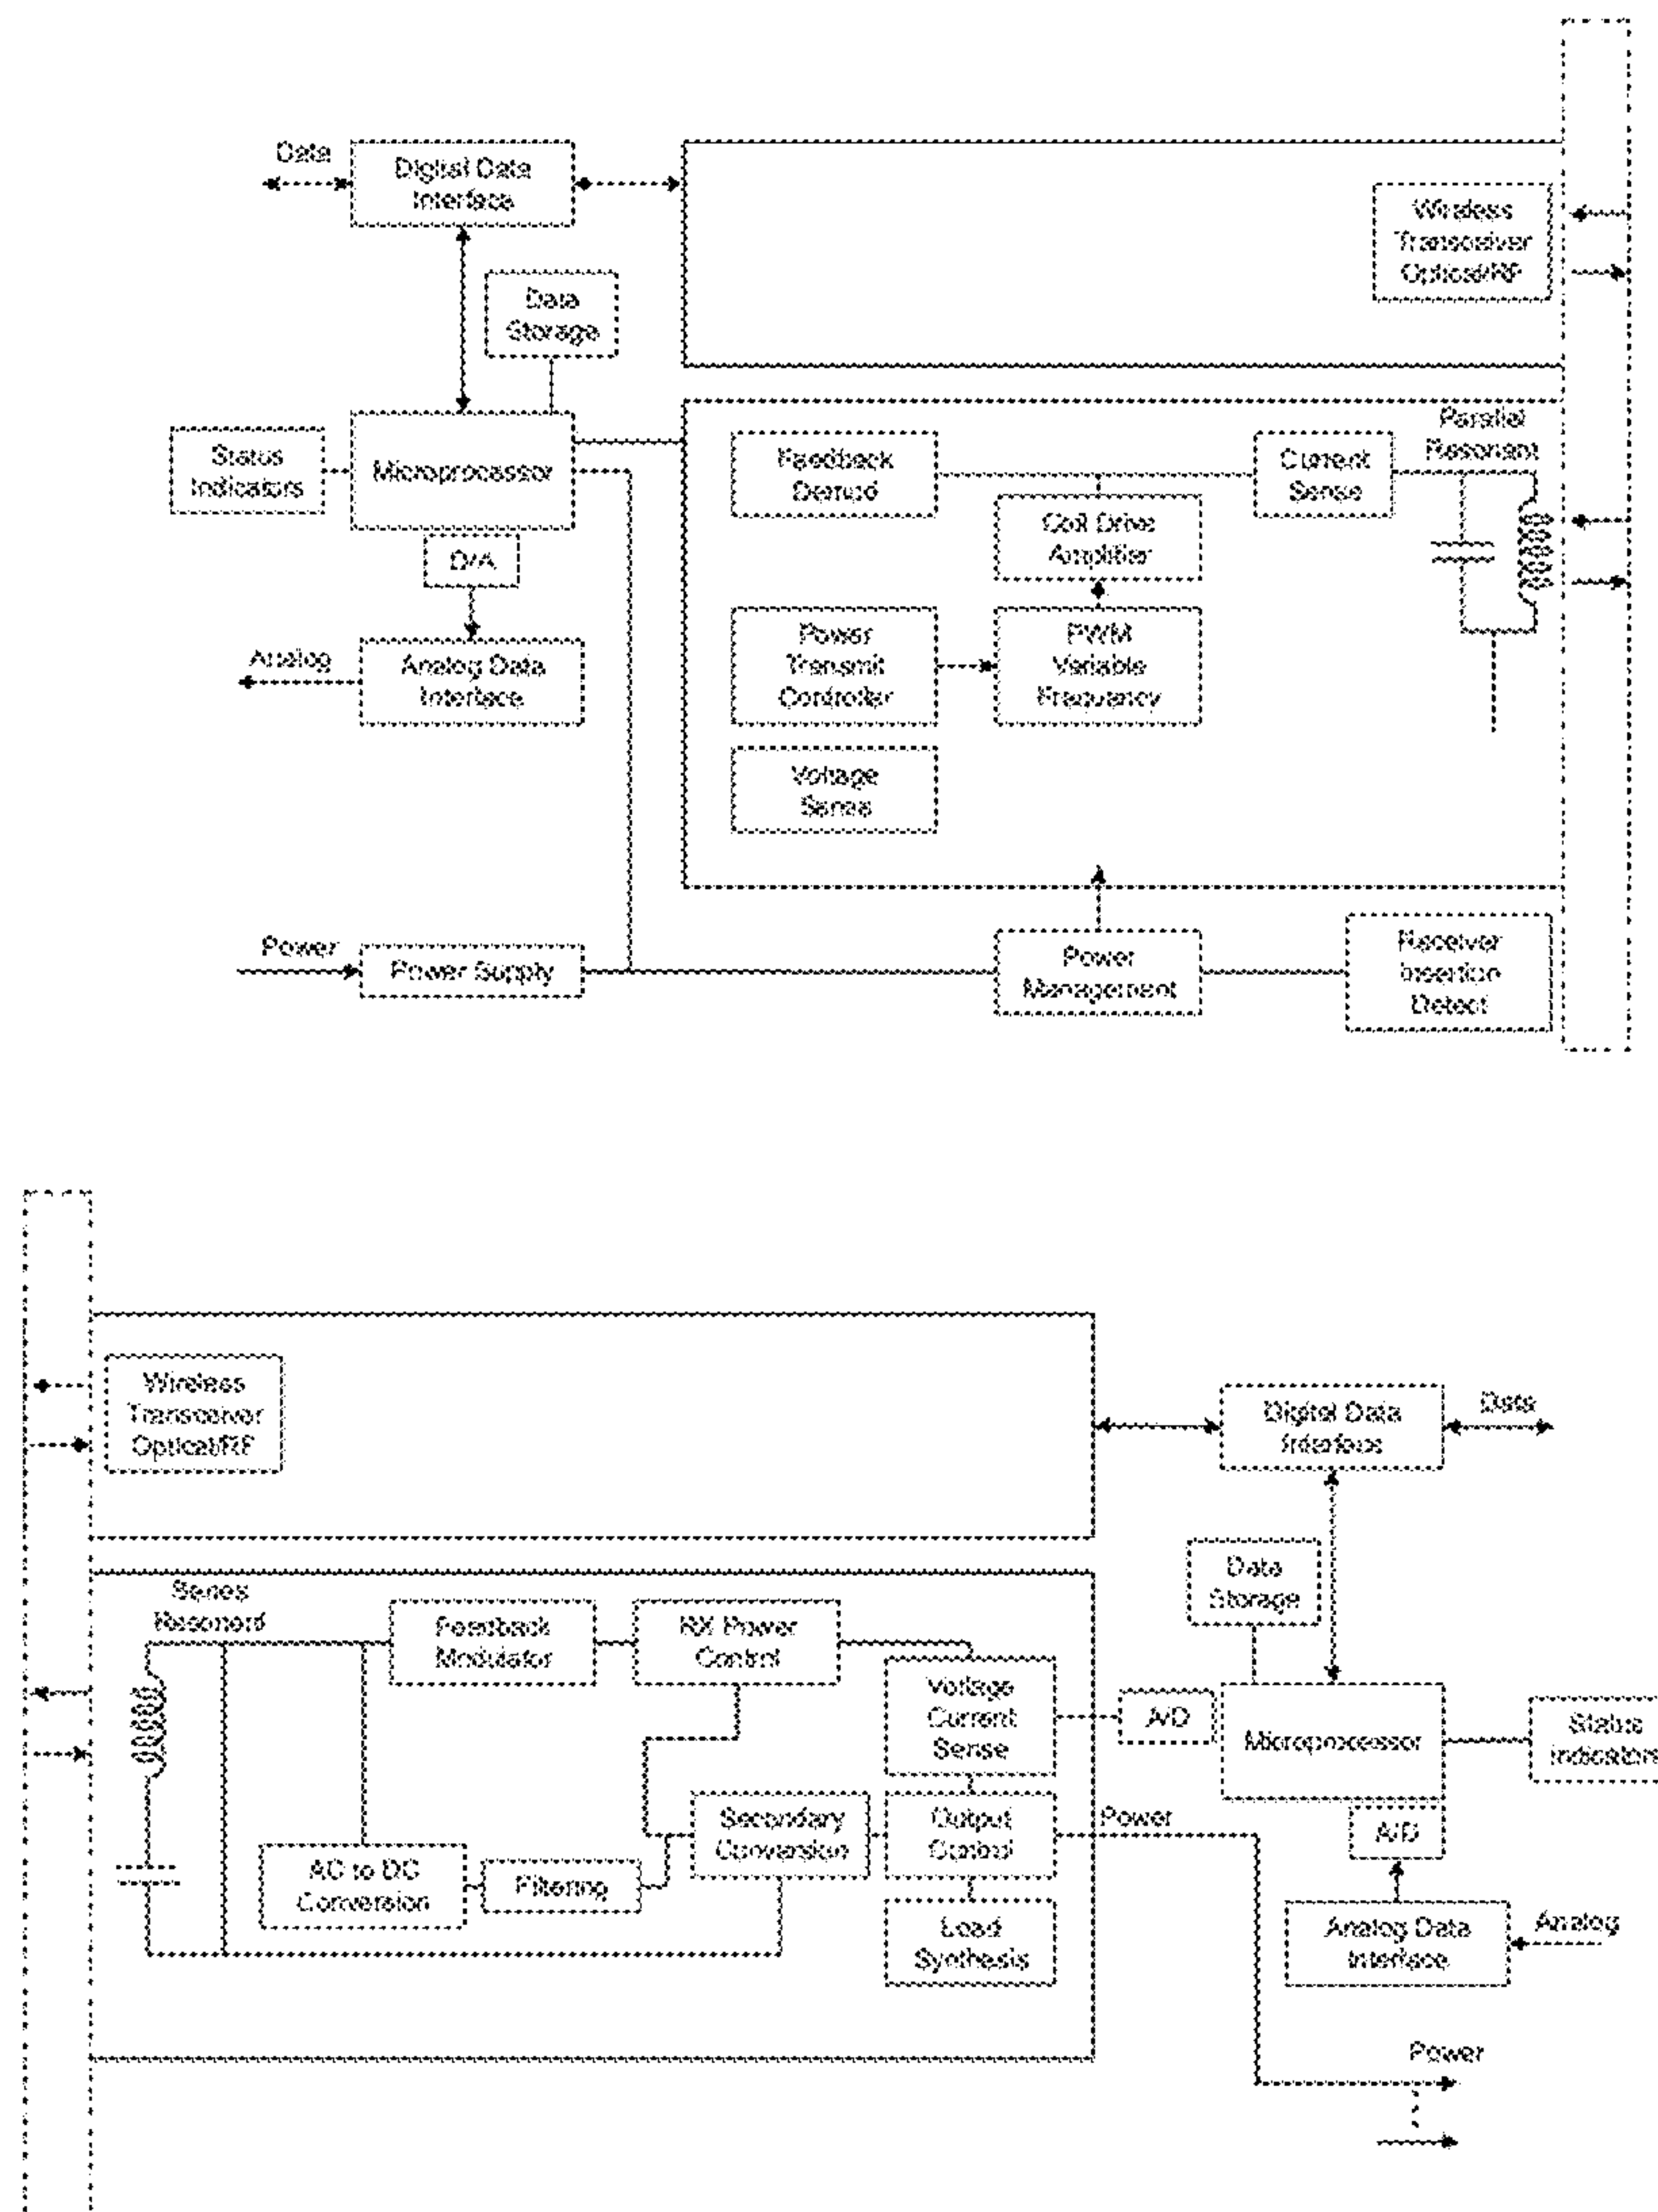 Data
Digital Data
Interface
Wireless
Transceiver
Optical/RF
Data
Storage
Status
Indicators
Microprocessor
D/A
Analog
Analog Data
Interface
Feedback
Demod
Current
Sense
Parallel
Resonant
Coil Drive
Amplifier
Power
Transmit
Controller
PWM
Variable
Frequency
Voltage
Sense
Power
Power Supply
Power
Management
Receiver
Insertion
Detect
Wireless
Transceiver
Optical/RF
Digital Data
Interface
Data
Data
Storage
Series
Resonant
Feedback
Modulator
RX Power
Control
Voltage
Current
Sense
A/D
Microprocessor
Status
Indicators
AC to DC
Conversion
Filtering
Secondary
Conversion
Output
Control
Power
A/D
Load
Synthesis
Analog Data
Interface
Analog
Power